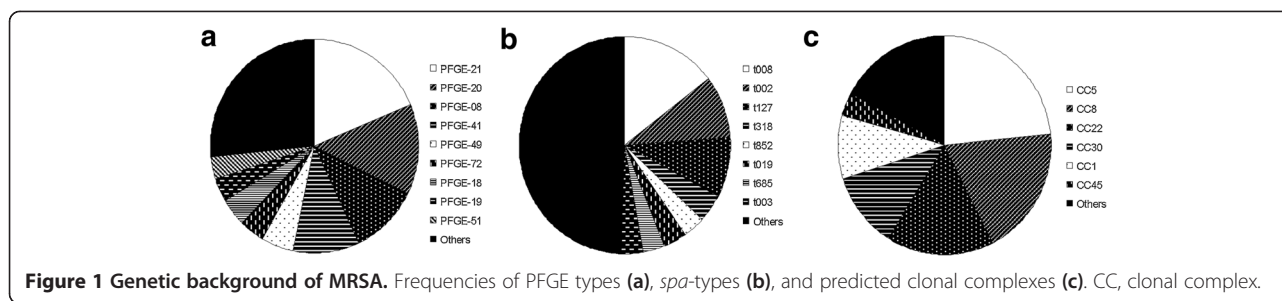 a
PFGE-21
PFGE-20
PFGE-08
PFGE-41
PFGE-49
PFGE-72
PFGE-18
PFGE-19
PFGE-51
Others
b
t008
t002
t127
t318
t852
t019
t685
t003
Others
c
CC5
CC8
CC22
CC30
CC1
CC45
Others
Figure 1 Genetic background of MRSA. Frequencies of PFGE types (a), spa-types (b), and predicted clonal complexes (c). CC, clonal complex.